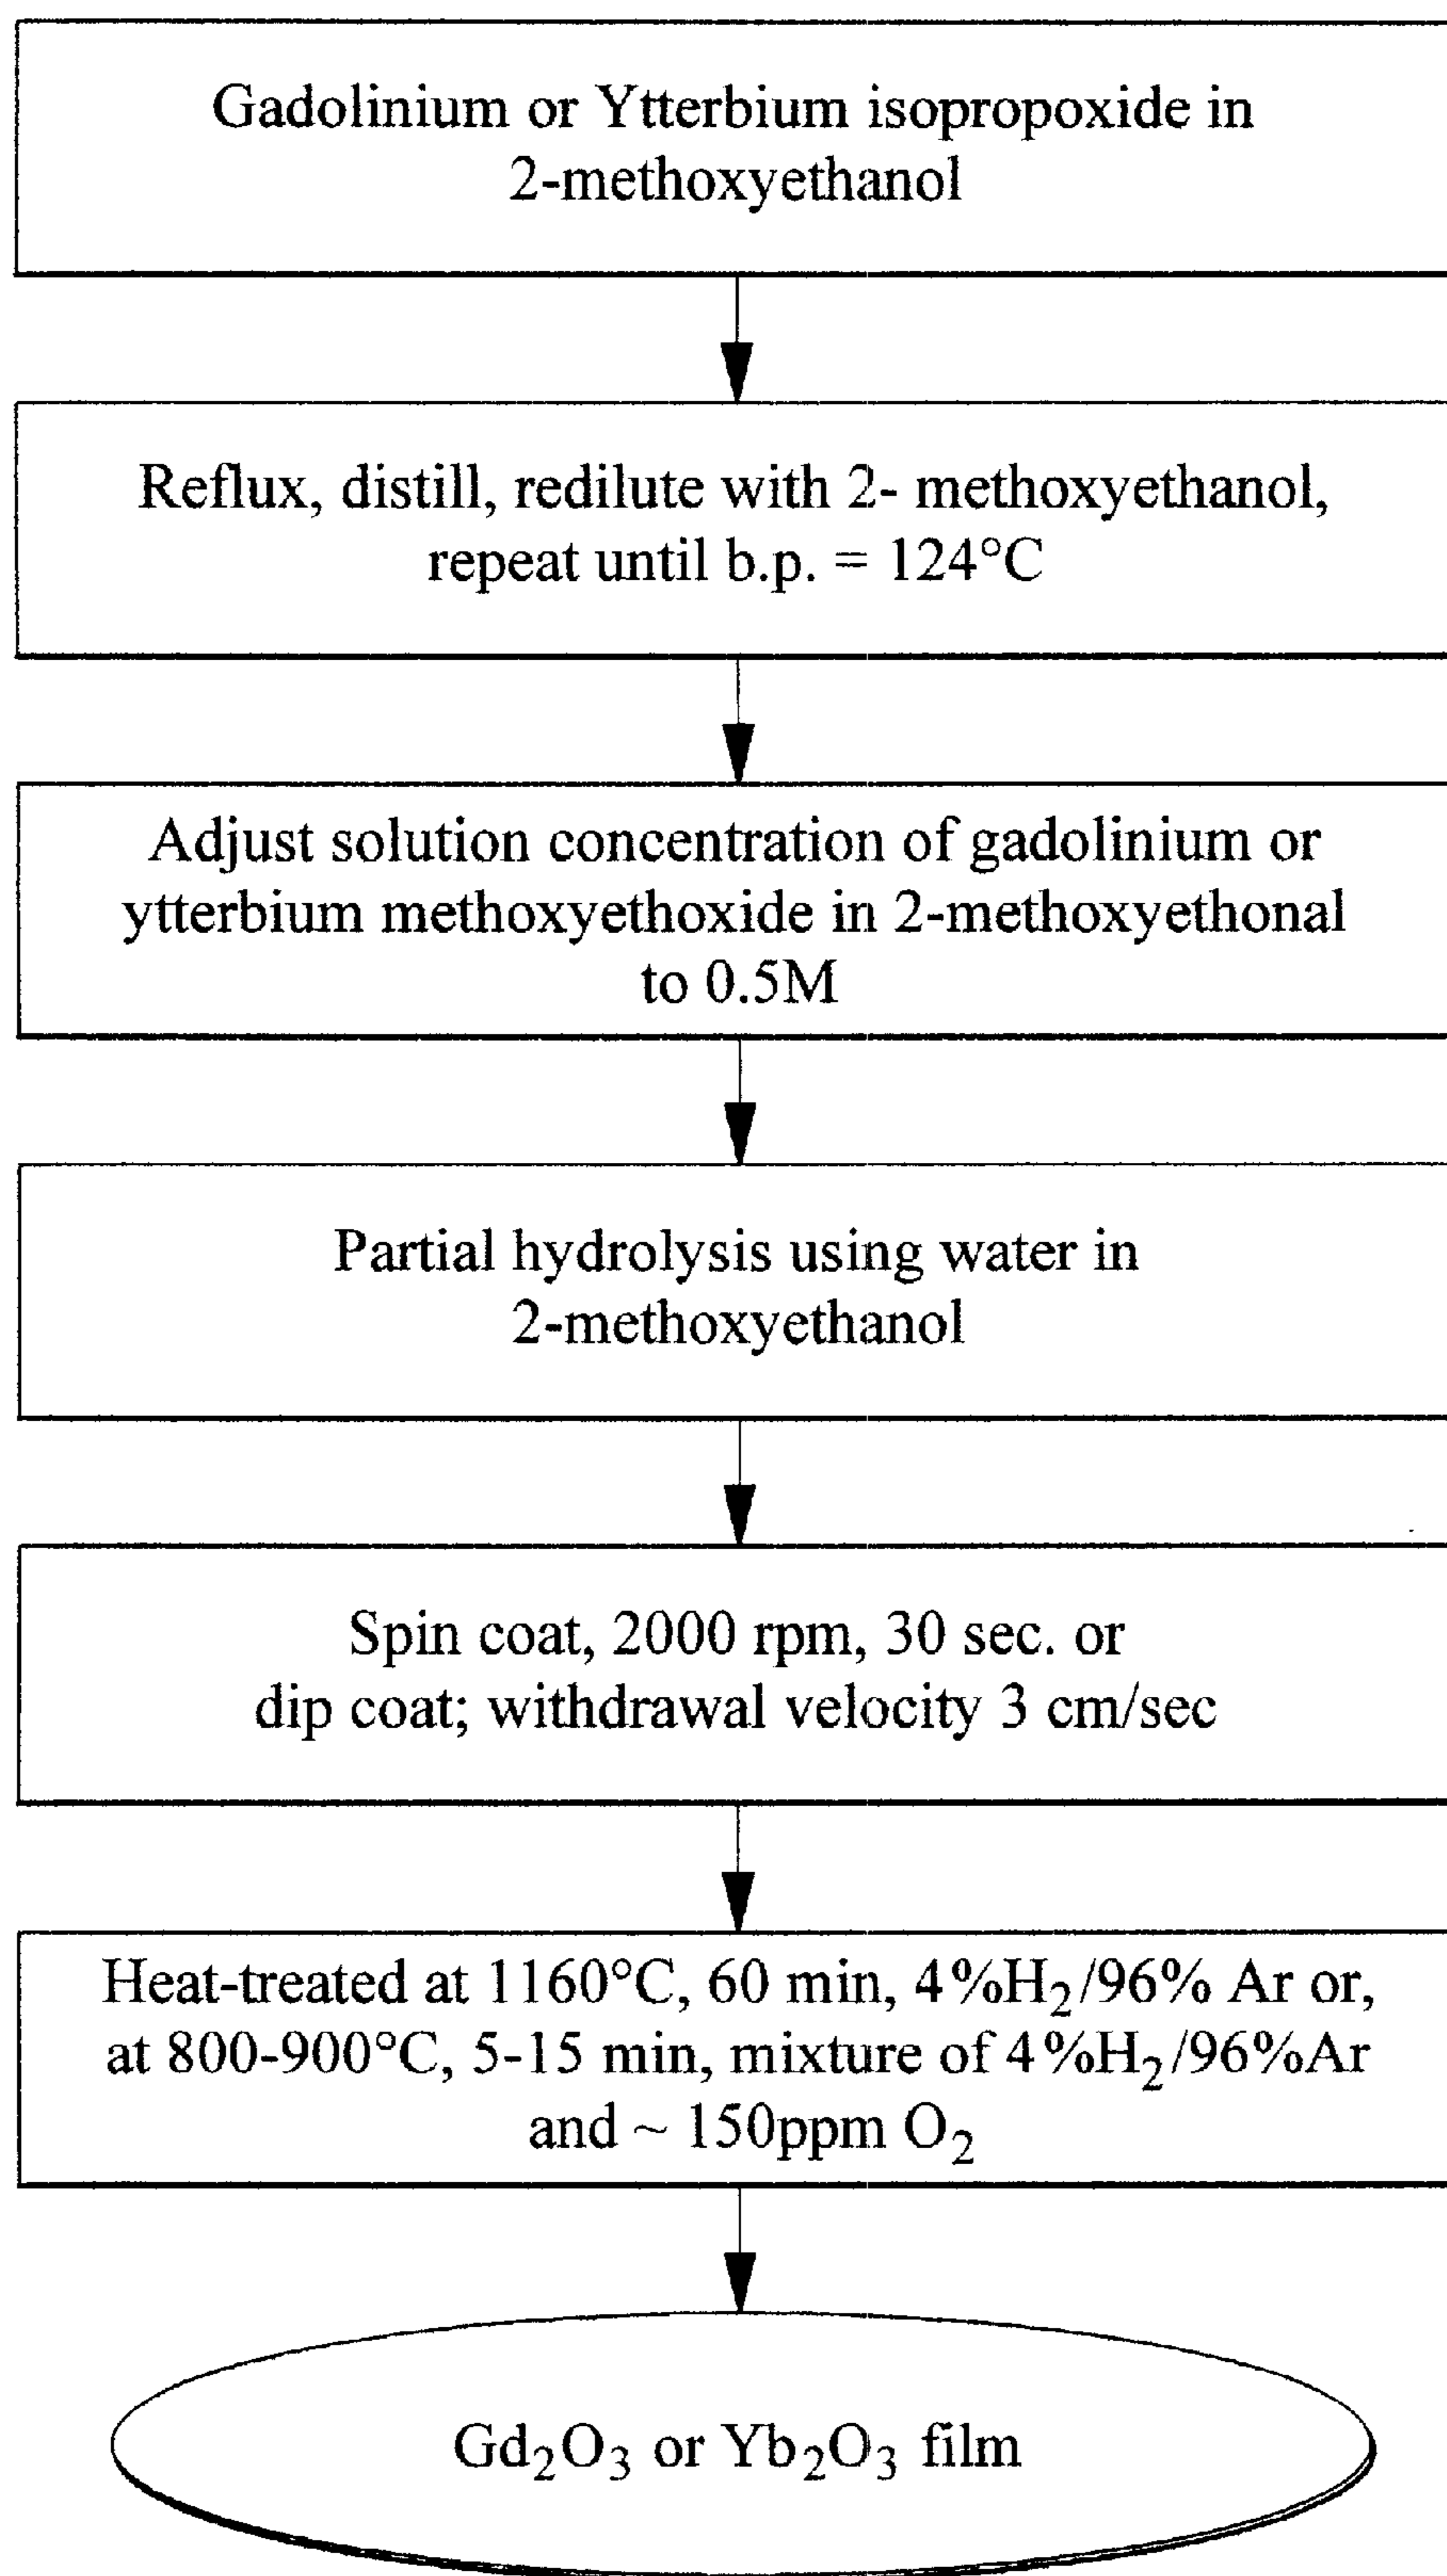 Gadolinium or Ytterbium isopropoxide in
2-methoxyethanol
Reflux, distill, redilute with 2- methoxyethanol,
repeat until b.p. = 124°C
Adjust solution concentration of gadolinium or
ytterbium methoxyethoxide in 2-methoxyethonal
to 0.5M
Partial hydrolysis using water in
2-methoxyethanol
Spin coat, 2000 rpm, 30 sec. or
dip coat; withdrawal velocity 3 cm/sec
Heat-treated at 1160°C, 60 min, 4%H₂/96% Ar or,
at 800-900°C, 5-15 min, mixture of 4%H₂/96%Ar
and ~ 150ppm O₂
Gd₂O₃ or Yb₂O₃ film